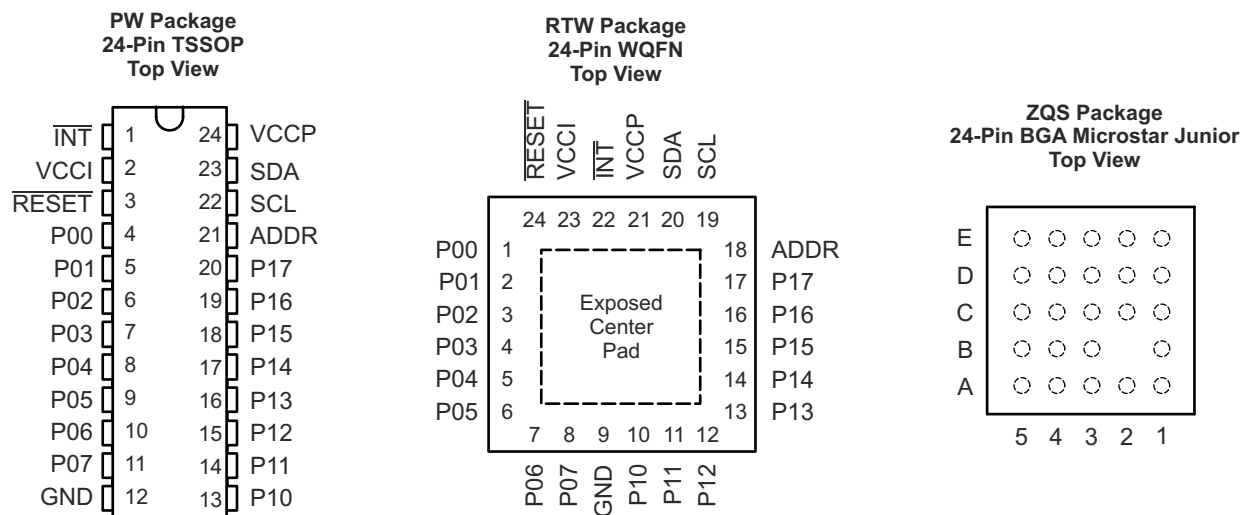 PW Package
24-Pin TSSOP
Top View
INT 1 24 VCCP
VCCI 2 23 SDA
RESET 3 22 SCL
P00 4 21 ADDR
P01 5 20 P17
P02 6 19 P16
P03 7 18 P15
P04 8 17 P14
P05 9 16 P13
P06 10 15 P12
P07 11 14 P11
GND 12 13 P10
RTW Package
24-Pin WQFN
Top View
RESET VCCI INT VCCP SDA SCL
24 23 22 21 20 19
P00 1 18 ADDR
P01 2 17 P17
P02 3 16 P16
P03 4 15 P15
P04 5 14 P14
P05 6 13 P13
Exposed
Center
Pad
7 8 9 10 11 12
P06 P07 GND P10 P11 P12
ZQS Package
24-Pin BGA Microstar Junior
Top View
E
D
C
B
A
5 4 3 2 1